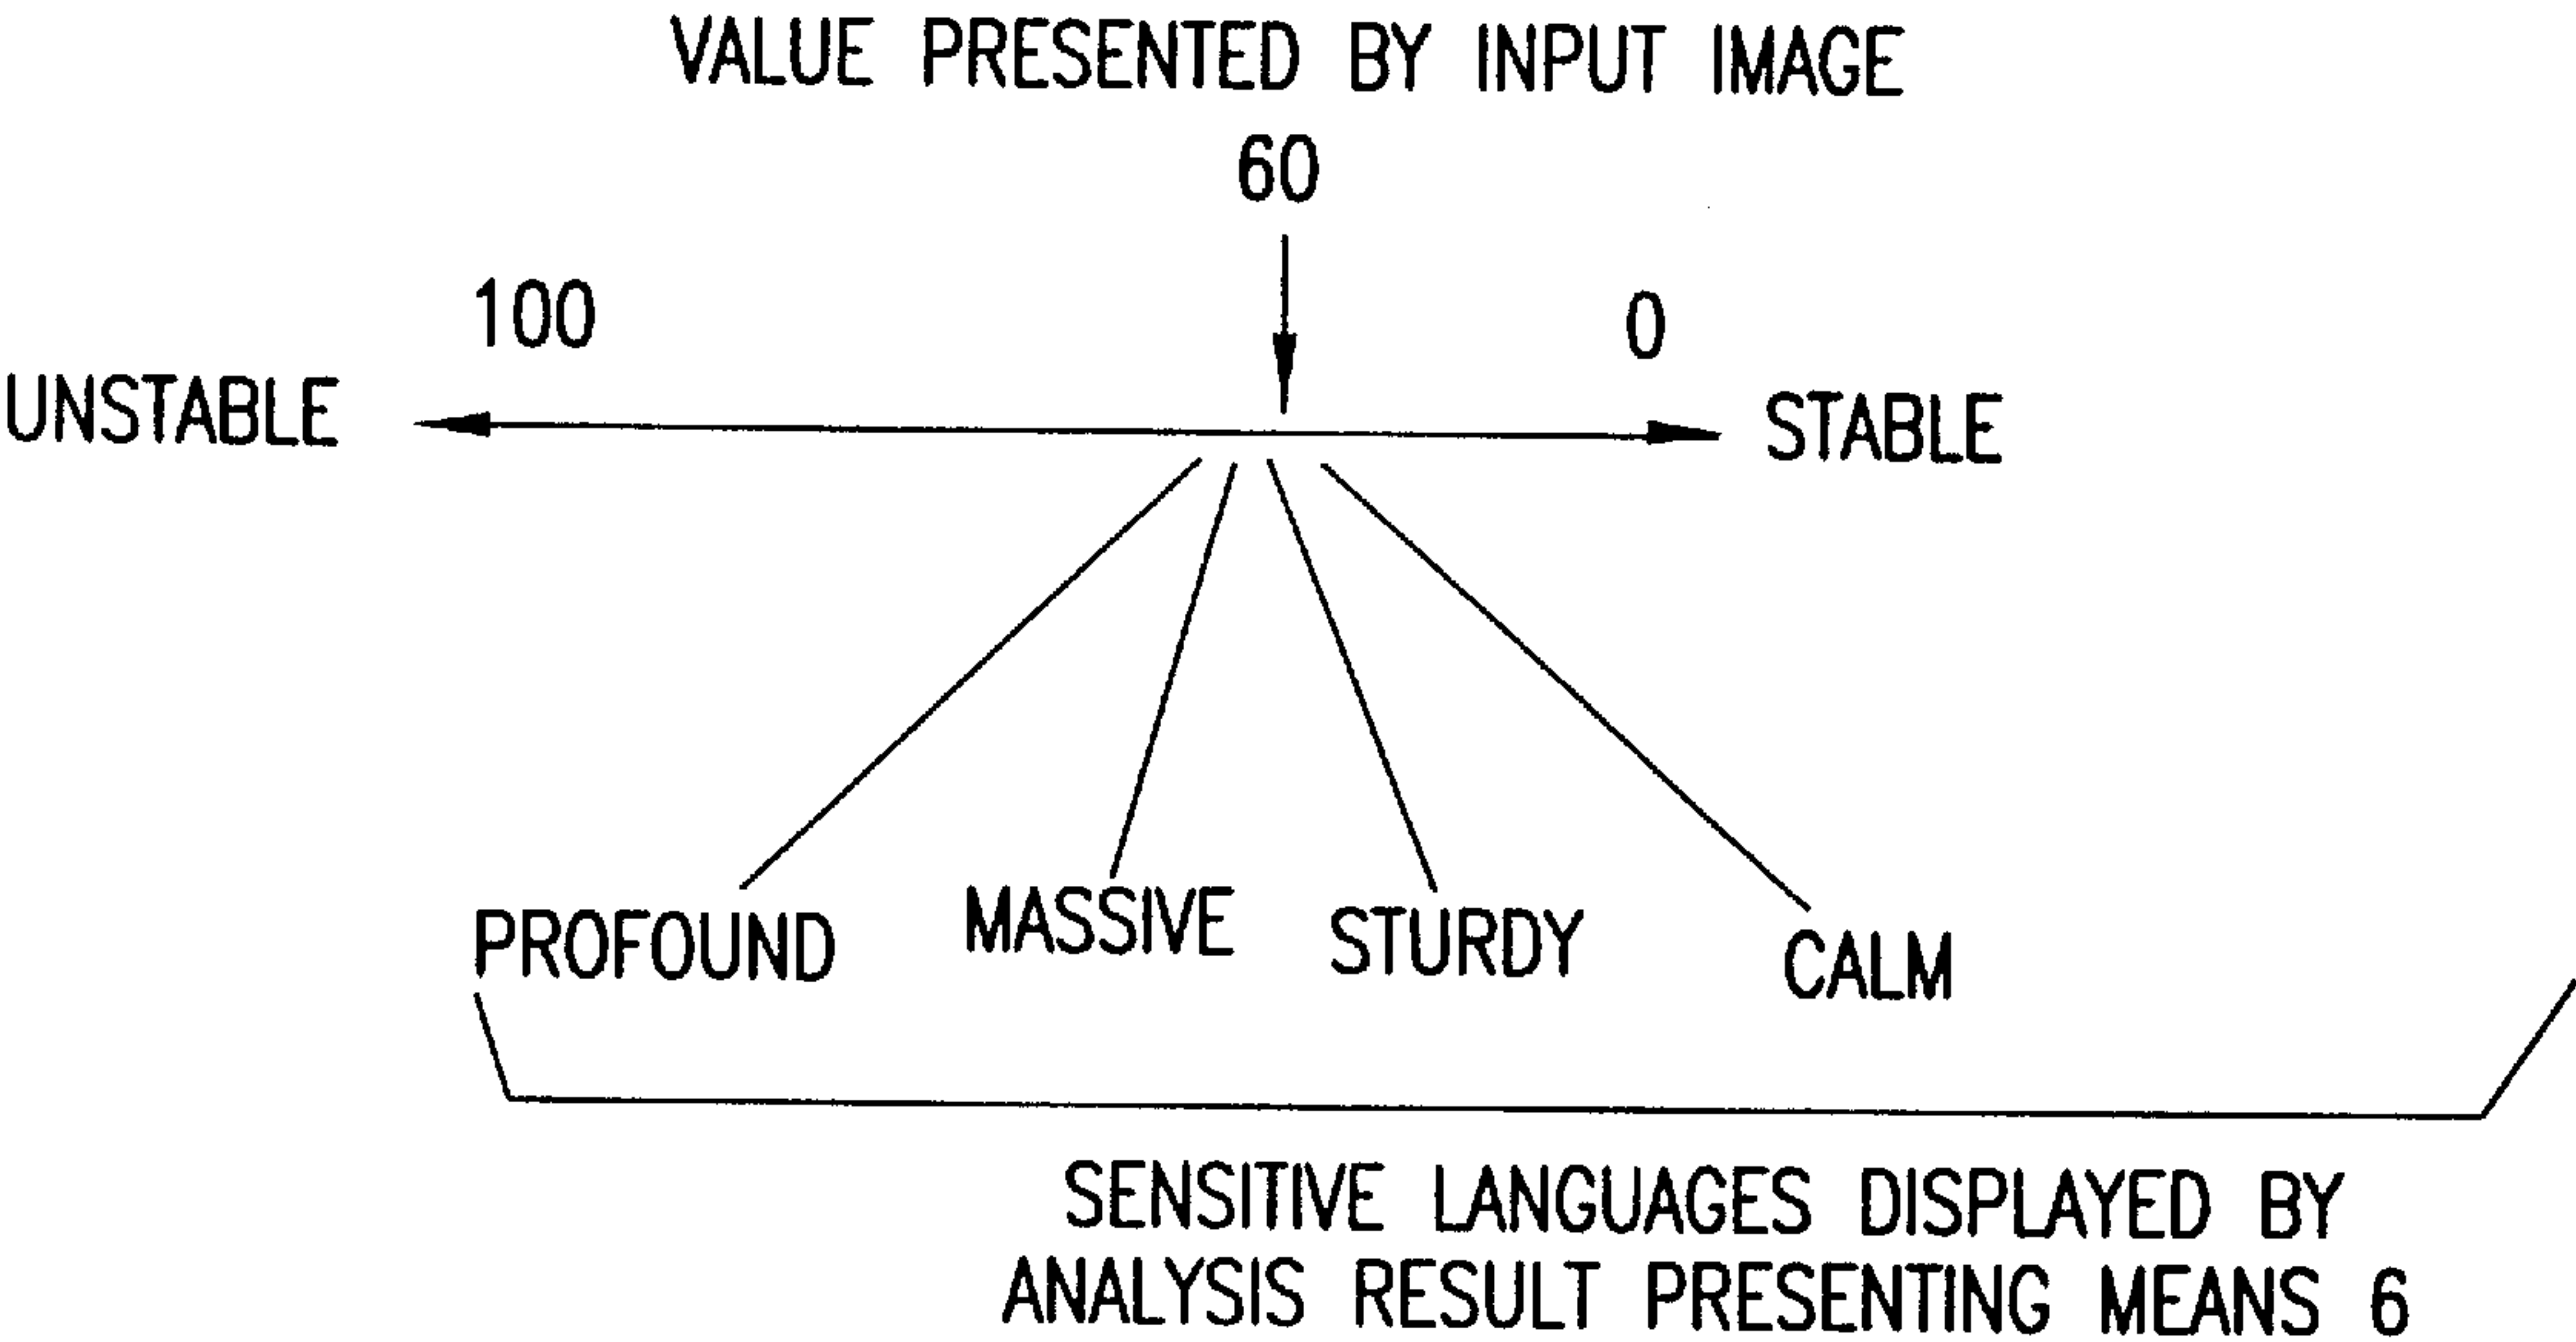 VALUE PRESENTED BY INPUT IMAGE
60
100
0
UNSTABLE
STABLE
PROFOUND
MASSIVE
STURDY
CALM
SENSITIVE LANGUAGES DISPLAYED BY
ANALYSIS RESULT PRESENTING MEANS 6